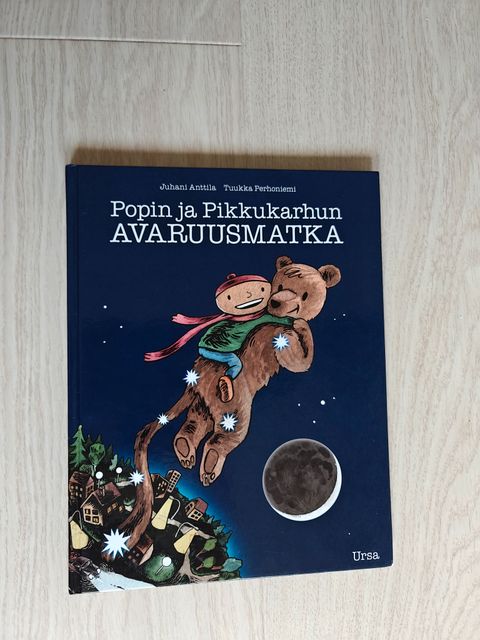 Juhani Anttila Tuukka Perhoniemi
Popin ja Pikkukarhun
AVARUUSMATKA
Ursa